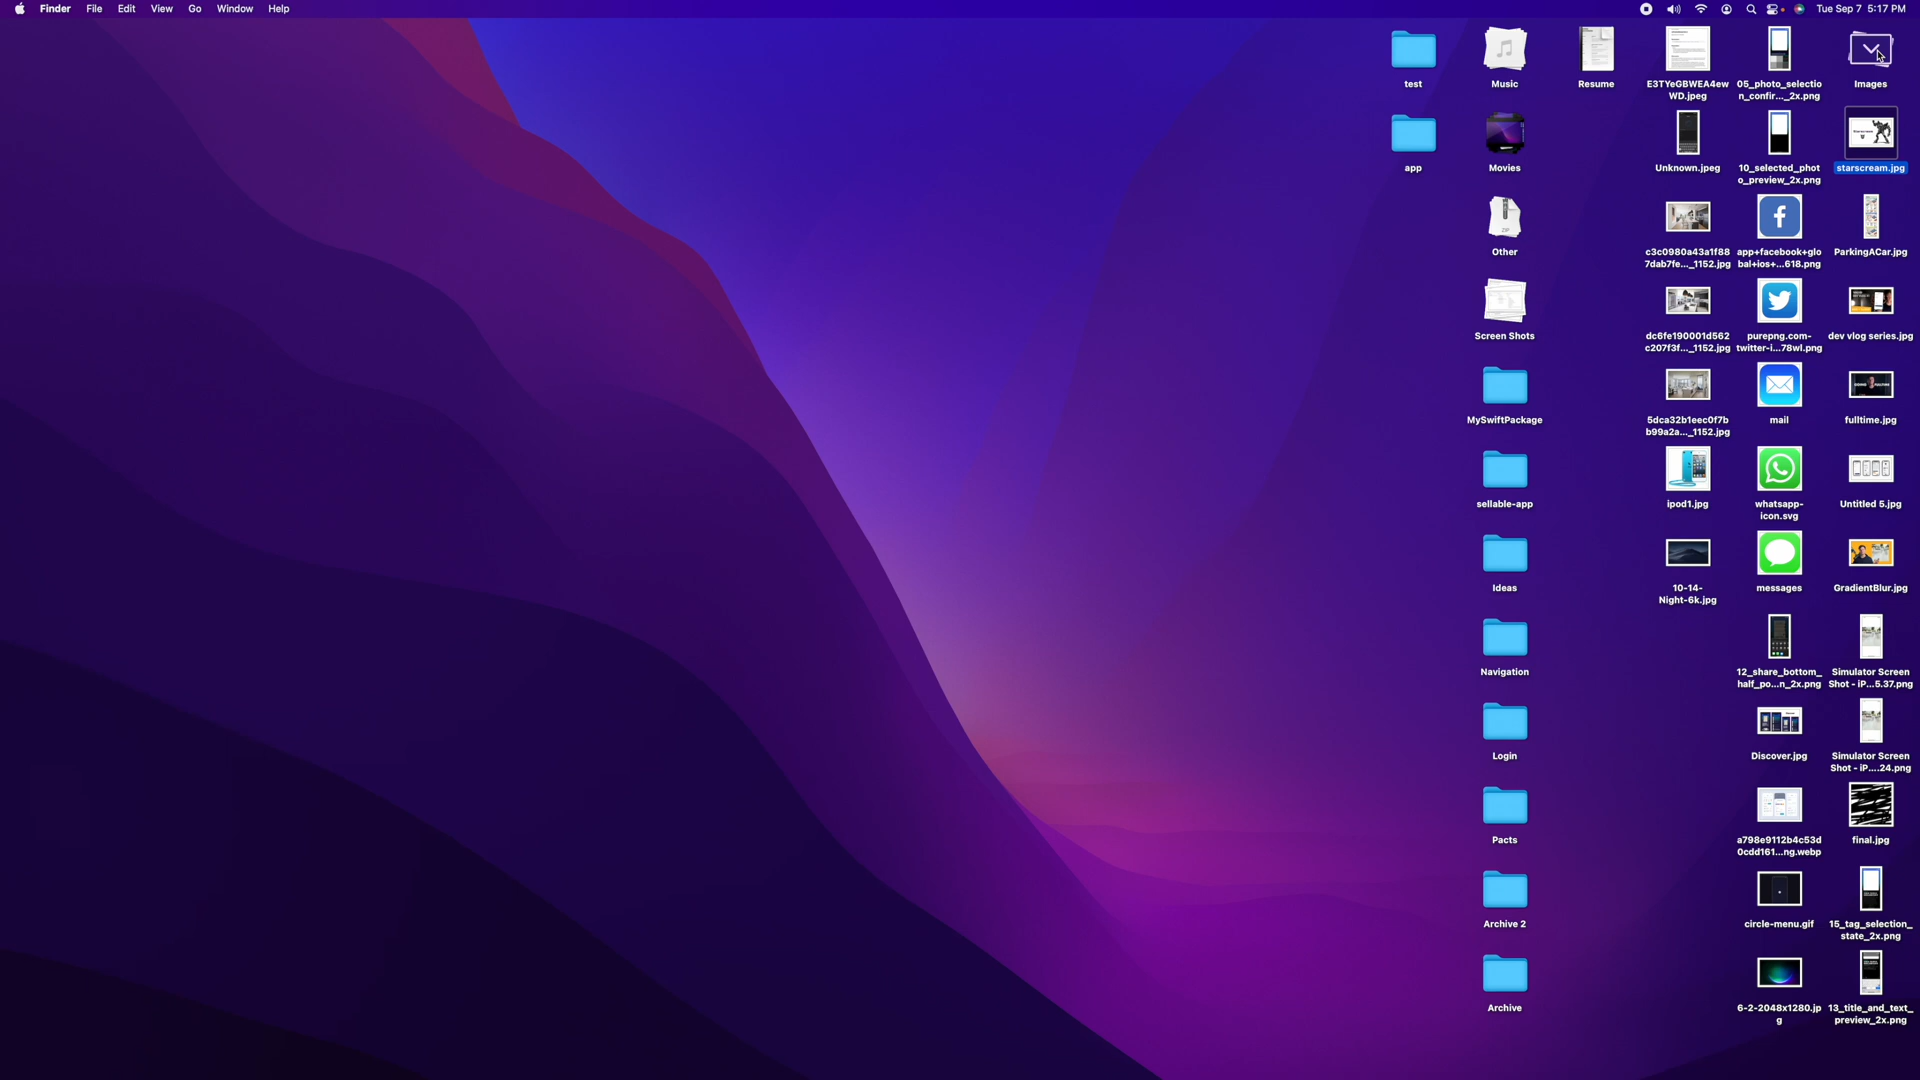 Finder File Edit View Go Window Help
Tue Sep 7 5:17 PM
test
Music
Resume
E3TYeGBWEA4ew
WD.jpeg
05_photo_selectio
n_confir..._2x.png
Images
app
Movies
Unknown.jpeg
10_selected_phot
o_preview_2x.png
starscream.jpg
ZIP
Other
c3c0980a43a1f88
7dab7fe..._1152.jpg
app+facebook+glo
bal+ios+...618.png
ParkingACar.jpg
Screen Shots
dc6fe190001d562
c207f3f..._1152.jpg
purepng.com-
twitter-i...78wl.png
dev vlog series.jpg
MySwiftPackage
5dca32b1eec0f7b
b99a2a..._1152.jpg
mail
fulltime.jpg
sellable-app
ipod1.jpg
whatsapp-
icon.svg
Untitled 5.jpg
Ideas
10-14-
Night-6k.jpg
messages
GradientBlur.jpg
Navigation
12_share_bottom_
half_po...n_2x.png
Simulator Screen
Shot - iP...5.37.png
Login
Discover.jpg
Simulator Screen
Shot - iP....24.png
Pacts
a798e9112b4c53d
0cdd161...ng.webp
final.jpg
Archive 2
circle-menu.gif
15_tag_selection_
state_2x.png
Archive
6-2-2048x1280.jp
g
13_title_and_text_
preview_2x.png